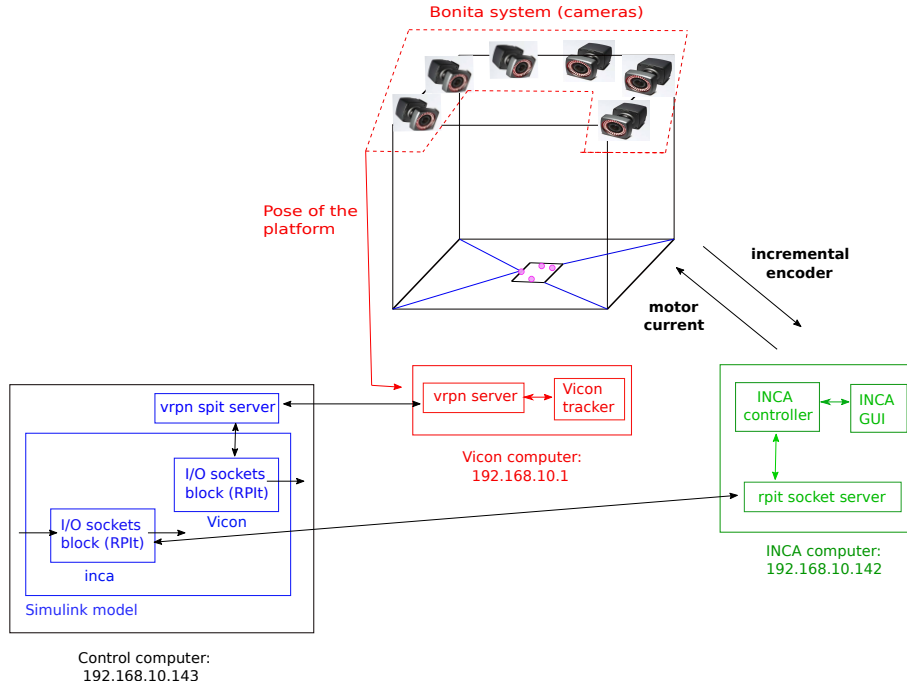 Bonita system (cameras)
Pose of the
platform
incremental
encoder
motor
current
vrpn spit server
vrpn server
Vicon
tracker
INCA
controller
INCA
GUI
I/O sockets
block (RPIt)
Vicon
Vicon computer:
192.168.10.1
rpit socket server
I/O sockets
block (RPIt)
inca
INCA computer:
192.168.10.142
Simulink model
Control computer:
192.168.10.143